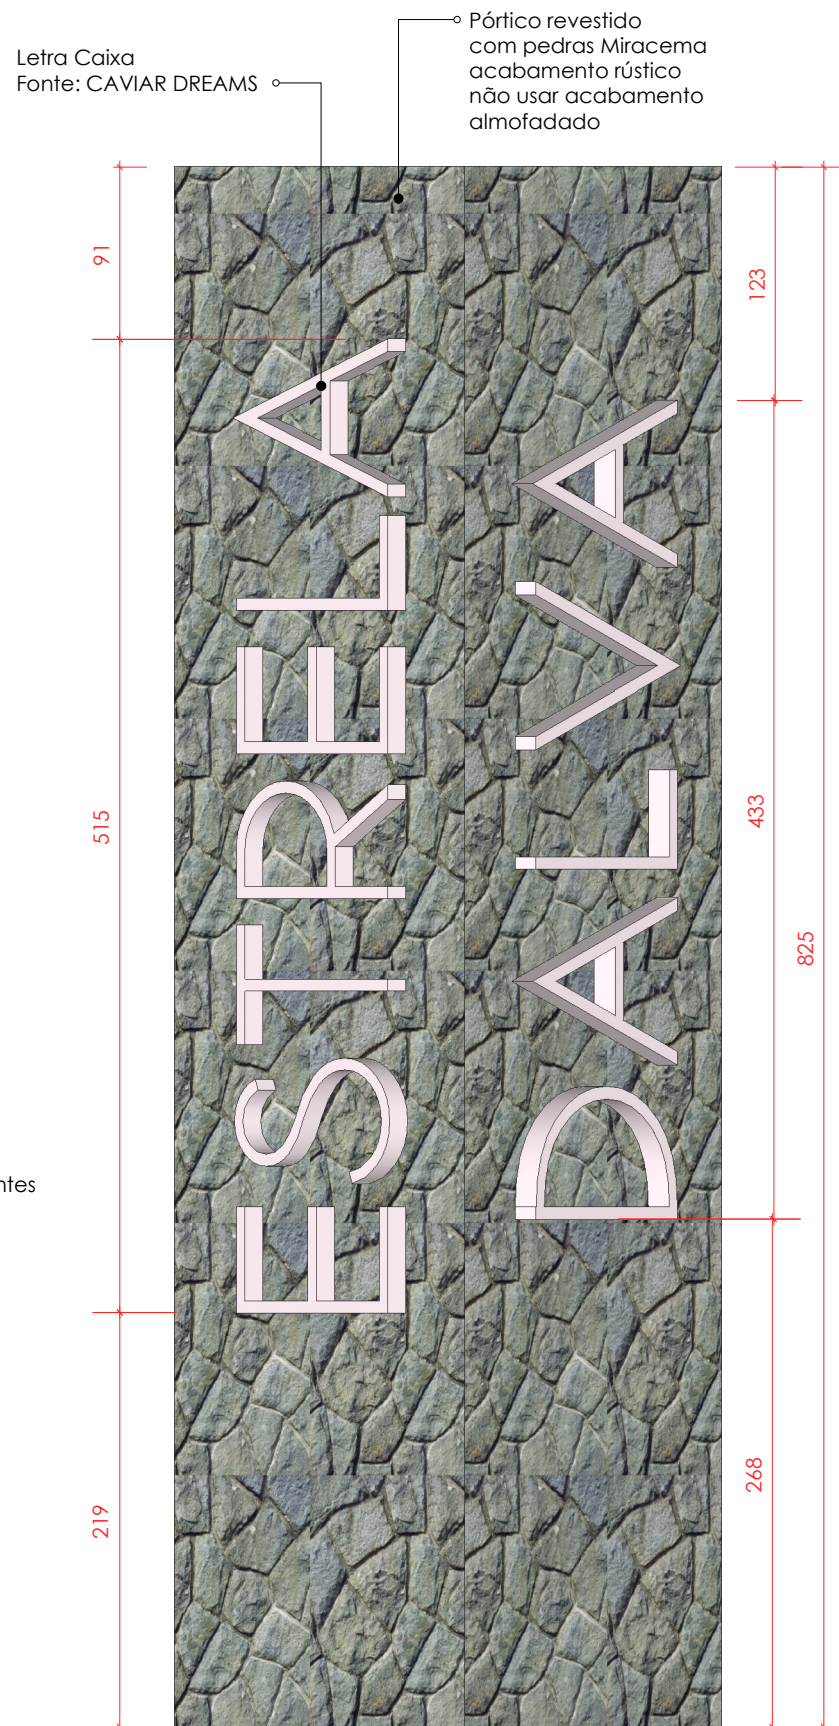 Pórtico revestido
com pedras Miracema
acabamento rústico
não usar acabamento
almofadado
Letra Caixa
Fonte: CAVIAR DREAMS
91
123
ESTRELA
DALVA
515
433
825
ntes
219
268